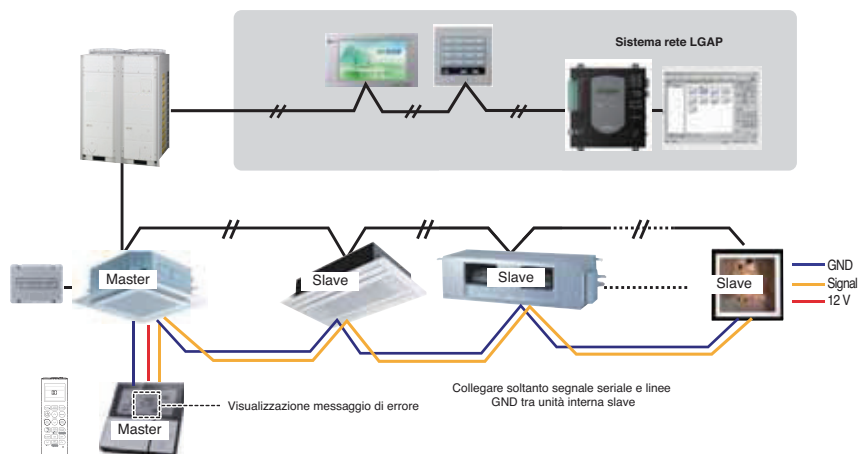 Sistema rete LGAP
Master
Slave
Slave
Slave
GND
Signal
12 V
Master
Visualizzazione messaggio di errore
Collegare soltanto segnale seriale e linee
GND tra unità interna slave